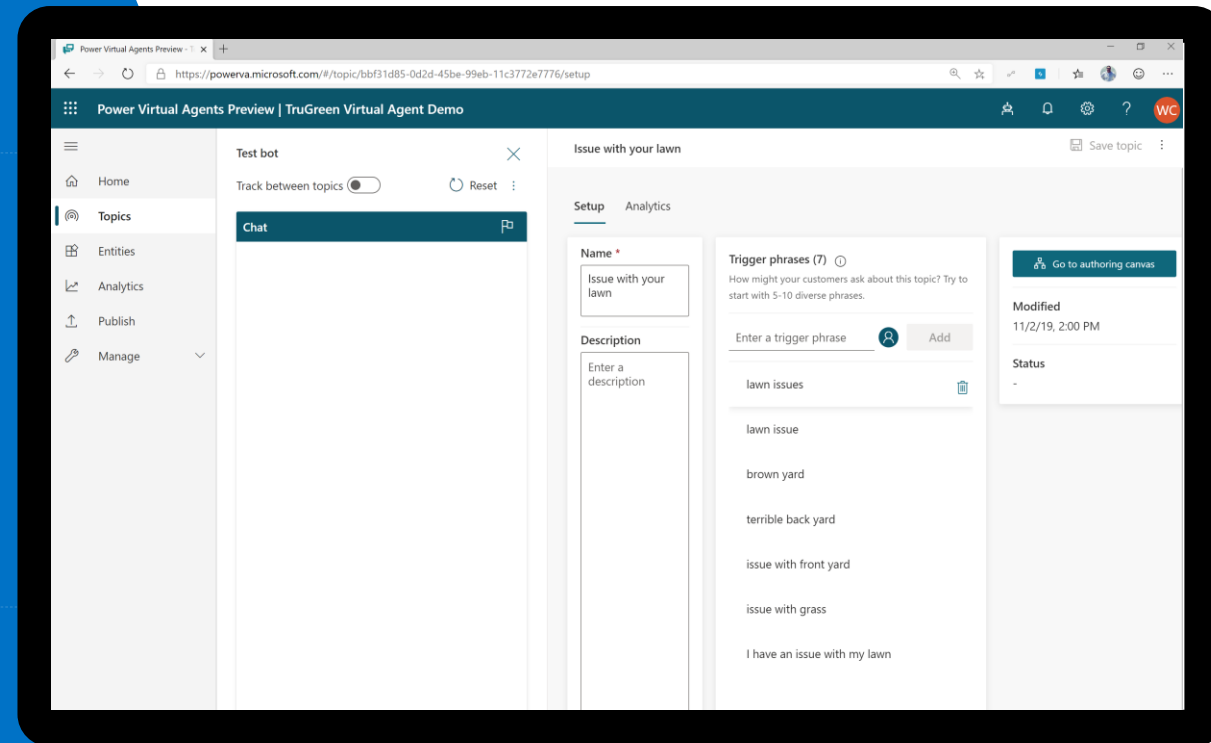 Power Virtual Agents Preview - T
https://powerva.microsoft.com/#/topic/bbf31d85-0d2d-45be-99eb-11c3772e7776/setup
Power Virtual Agents Preview | TruGreen Virtual Agent Demo
WC
Home
Topics
Entities
Analytics
Publish
Manage
Test bot
Track between topics
Reset
Chat
Issue with your lawn
Save topic
Setup Analytics
Name *
Issue with your
lawn
Description
Enter a
description
Trigger phrases (7)
How might your customers ask about this topic? Try to
start with 5-10 diverse phrases.
Enter a trigger phrase
Add
lawn issues
lawn issue
brown yard
terrible back yard
issue with front yard
issue with grass
I have an issue with my lawn
Go to authoring canvas
Modified
11/2/19, 2:00 PM
Status
-